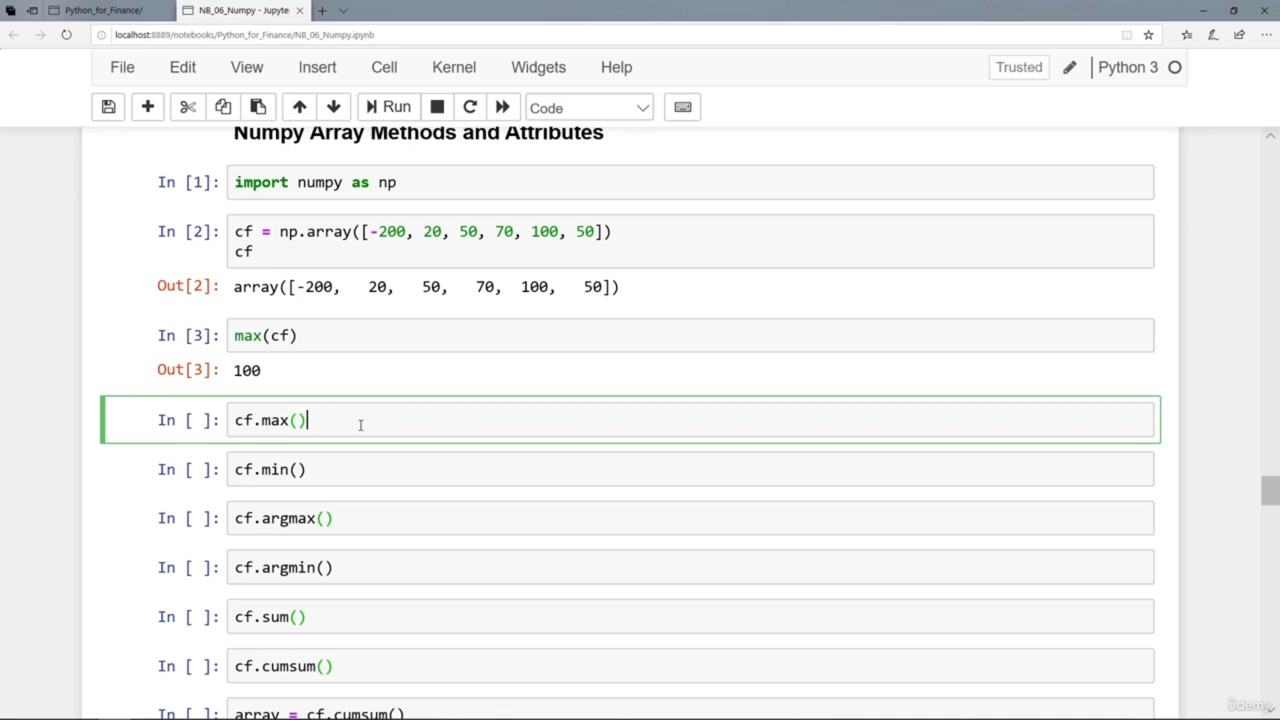 Python_for_Finance/
NB_06_Numpy - Jupyte
localhost:8889/notebooks/Python_for_Finance/NB_06_Numpy.ipynb
File Edit View Insert Cell Kernel Widgets Help Trusted Python 3
Run Code
Numpy Array Methods and Attributes
In [1]: import numpy as np
In [2]: cf = np.array([-200, 20, 50, 70, 100, 50])
cf
Out[2]: array([-200, 20, 50, 70, 100, 50])
In [3]: max(cf)
Out[3]: 100
In [ ]: cf.max()
In [ ]: cf.min()
In [ ]: cf.argmax()
In [ ]: cf.argmin()
In [ ]: cf.sum()
In [ ]: cf.cumsum()
In [ ]: array = cf.cumsum()
ûdemy